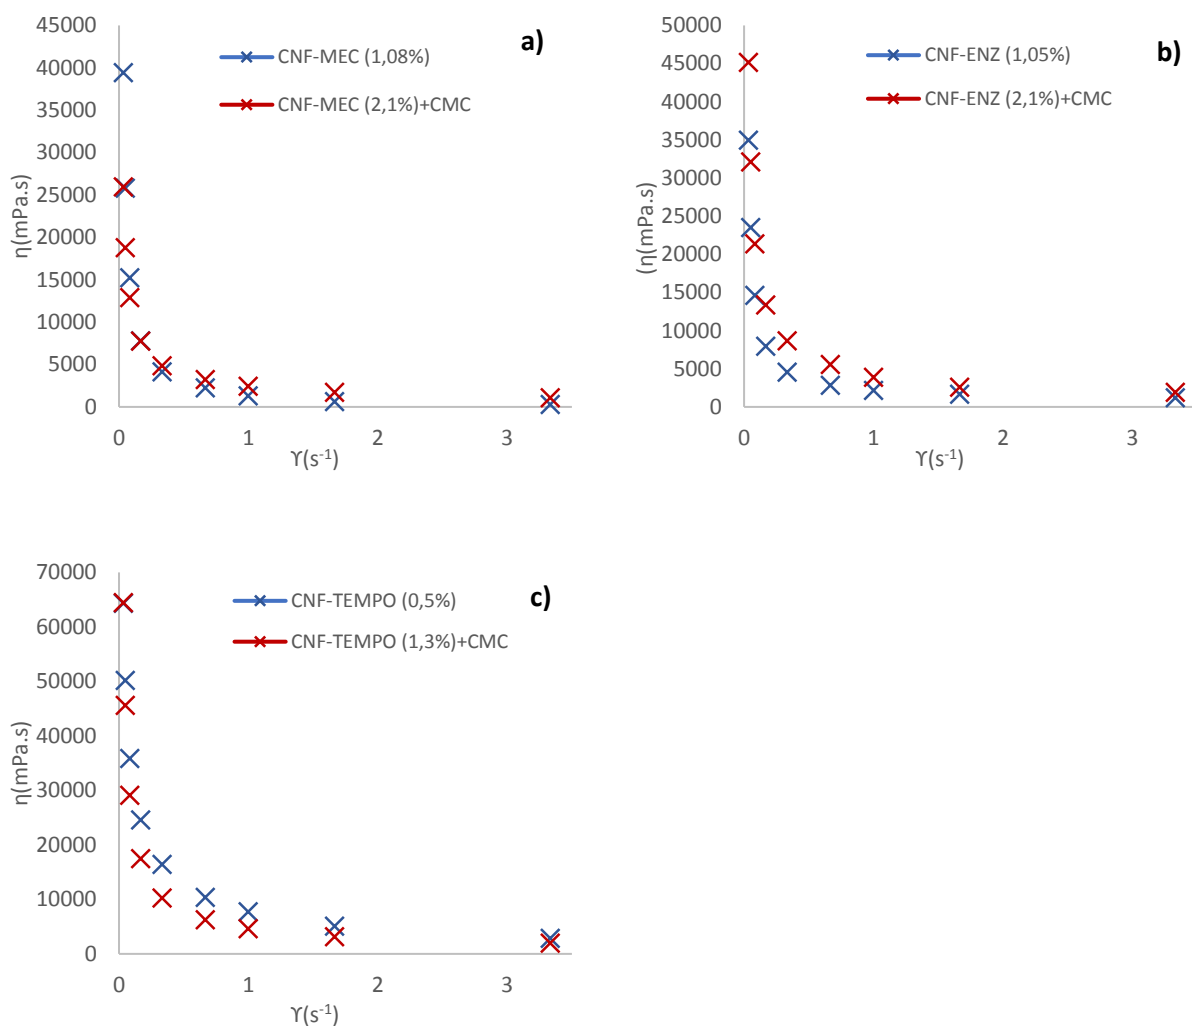 a)
CNF-MEC (1,08%)
CNF-MEC (2,1%)+CMC
η(mPa.s)
45000
40000
35000
30000
25000
20000
15000
10000
5000
0
0 1 2 3
ϒ(s⁻¹)
b)
CNF-ENZ (1,05%)
CNF-ENZ (2,1%)+CMC
(η(mPa.s)
50000
45000
40000
35000
30000
25000
20000
15000
10000
5000
0
0 1 2 3
ϒ(s⁻¹)
c)
CNF-TEMPO (0,5%)
CNF-TEMPO (1,3%)+CMC
η(mPa.s)
70000
60000
50000
40000
30000
20000
10000
0
0 1 2 3
ϒ(s⁻¹)